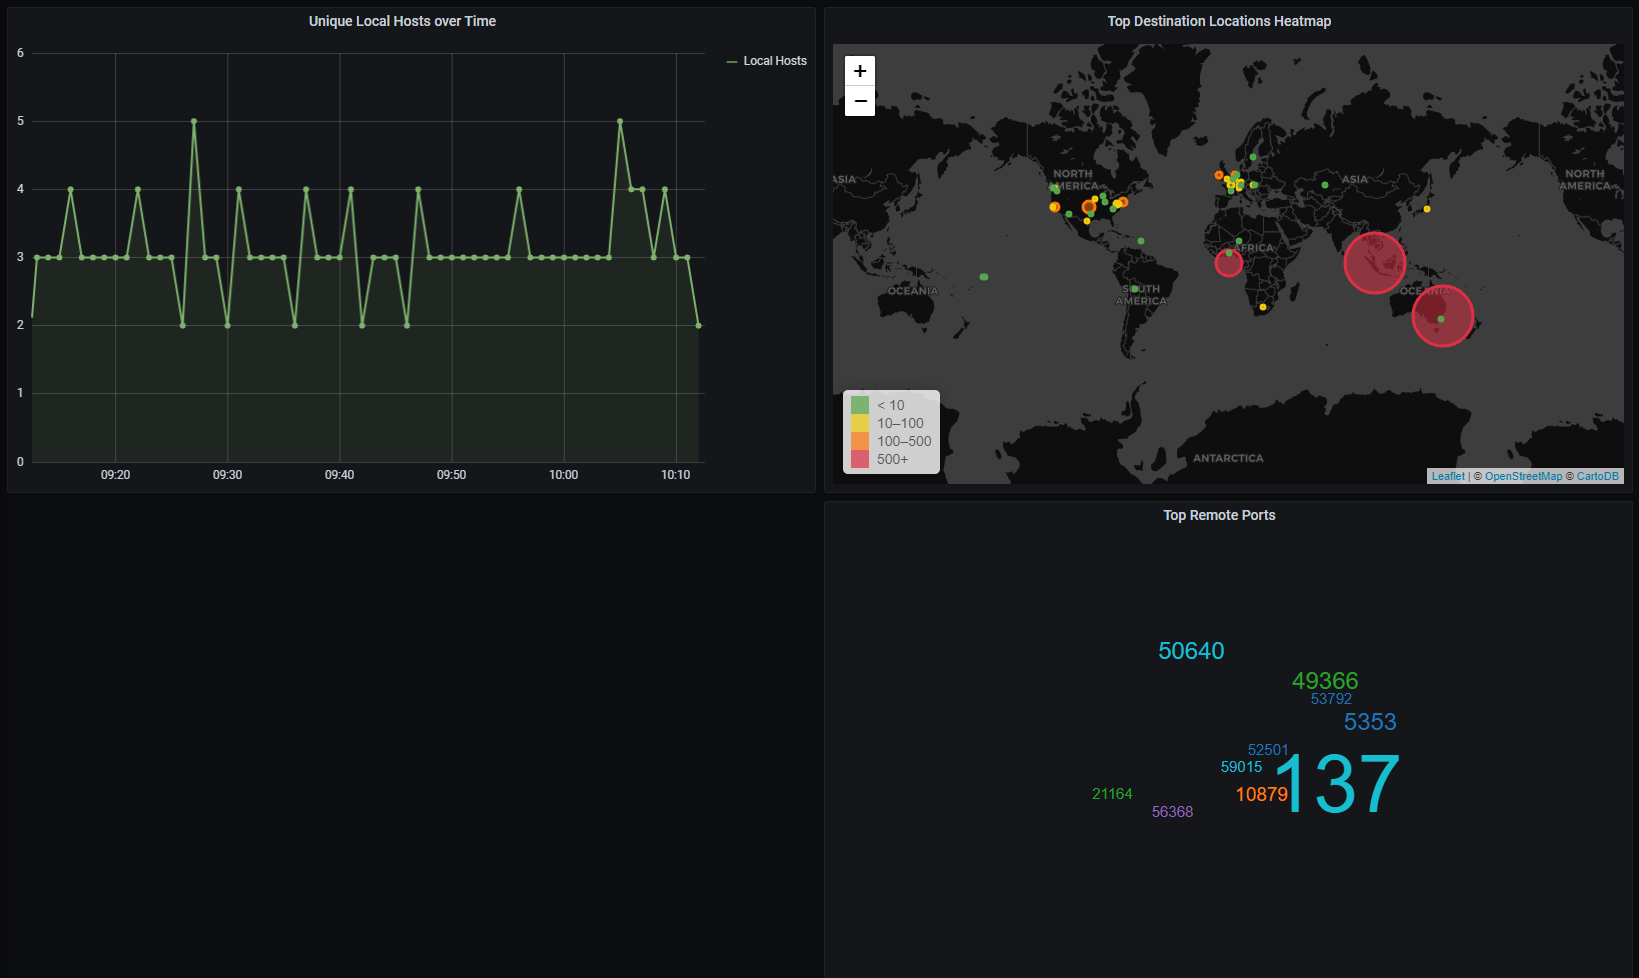 Unique Local Hosts over Time
6
5
4
3
2
1
0
09:20
09:30
09:40
09:50
10:00
10:10
Local Hosts
Top Destination Locations Heatmap
+
−
ASIA
NORTH
AMERICA
ASIA
NORTH
AMERICA
AFRICA
OCEANIA
SOUTH
AMERICA
OCEANIA
ANTARCTICA
< 10
10–100
100–500
500+
Leaflet | © OpenStreetMap © CartoDB
Top Remote Ports
50640
49366
53792
5353
52501
59015
137
21164
10879
56368